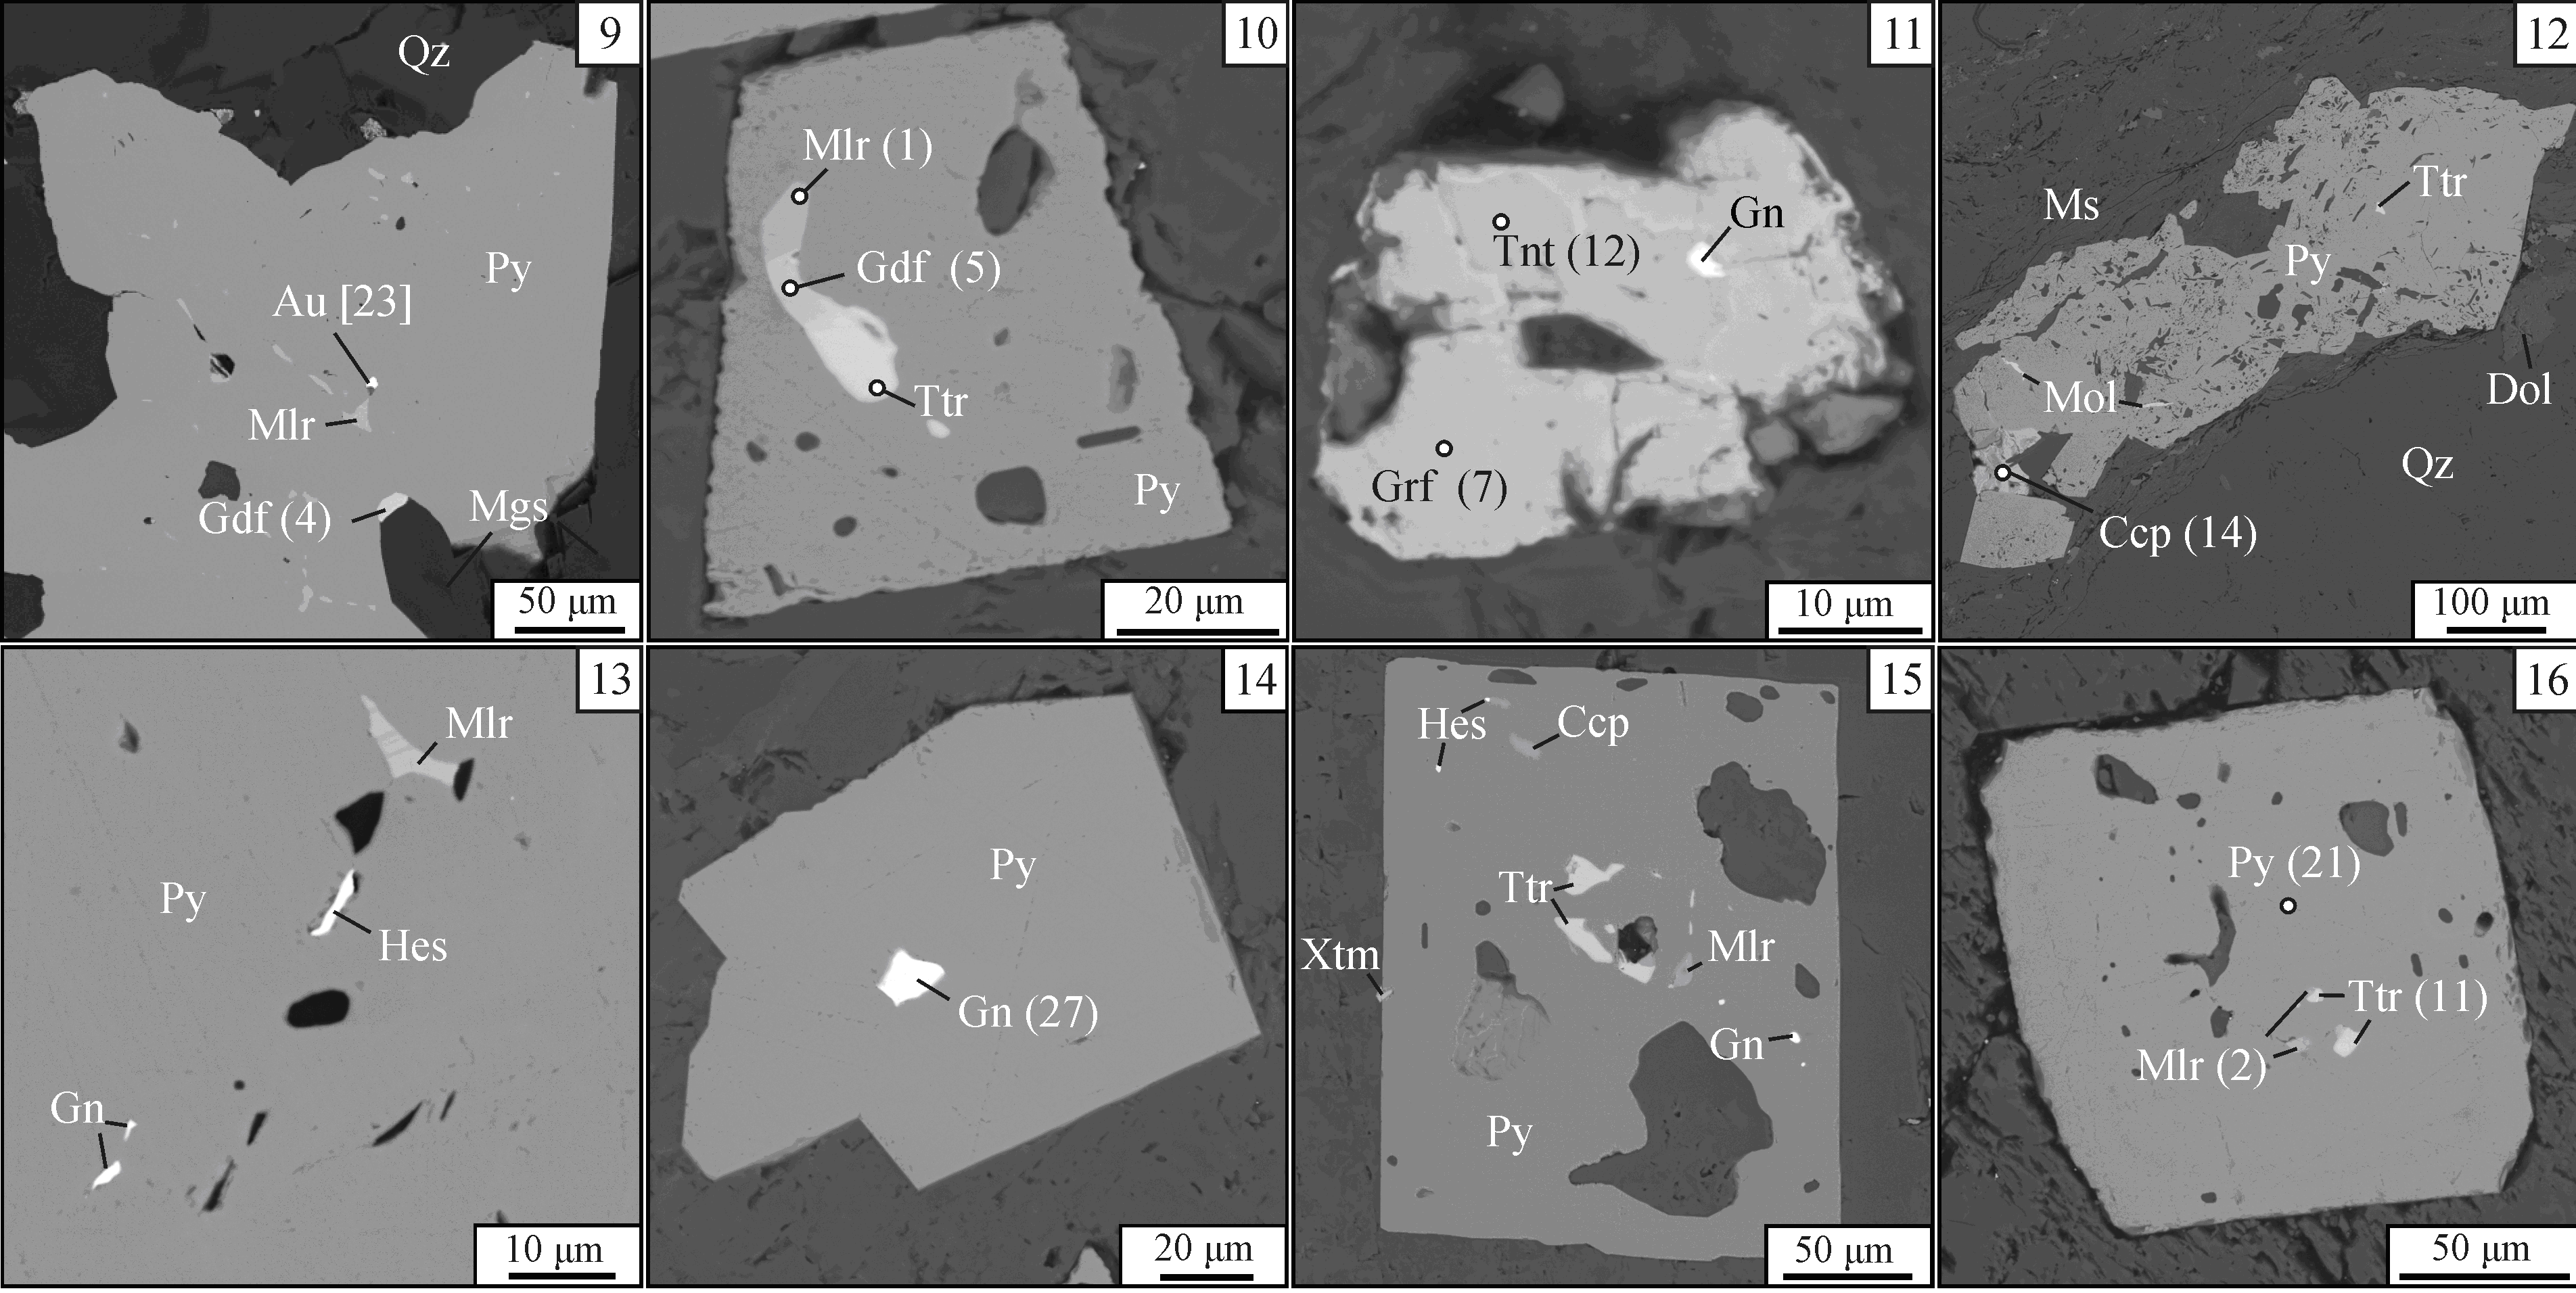 9
Qz
Py
Au [23]
Mlr
Gdf (4)
Mgs
50 μm
10
Mlr (1)
Gdf (5)
Ttr
Py
20 μm
11
Gn
Tnt (12)
Grf (7)
10 μm
12
Ttr
Ms
Py
Mol
Dol
Qz
Ccp (14)
100 μm
13
Mlr
Py
Hes
Gn
10 μm
14
Py
Gn (27)
20 μm
15
Hes
Ccp
Ttr
Xtm
Mlr
Gn
Py
50 μm
16
Py (21)
Ttr (11)
Mlr (2)
50 μm